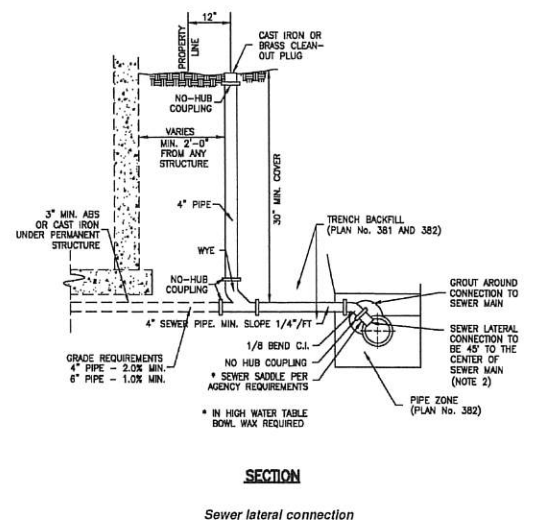 12"
PROPERTY
LINE
CAST IRON OR
BRASS CLEAN-
OUT PLUG
NO-HUB
COUPLING
VARIES
MIN. 2'-0"
FROM ANY
STRUCTURE
30" MIN. COVER
3" MIN. ABS
OR CAST IRON
UNDER PERMANENT
STRUCTURE
4" PIPE
TRENCH BACKFILL
(PLAN No. 381 AND 382)
WYE
NO-HUB
COUPLING
GROUT AROUND
CONNECTION TO
SEWER MAIN
4" SEWER PIPE. MIN. SLOPE 1/4"/FT
1/8 BEND C.I.
NO HUB COUPLING
* SEWER SADDLE PER
AGENCY REQUIREMENTS
SEWER LATERAL
CONNECTION TO
BE 45' TO THE
CENTER OF
SEWER MAIN
(NOTE 2)
GRADE REQUIREMENTS
4" PIPE - 2.0% MIN.
6" PIPE - 1.0% MIN.
* IN HIGH WATER TABLE
BOWL WAX REQUIRED
PIPE ZONE
(PLAN No. 382)
SECTION
Sewer lateral connection